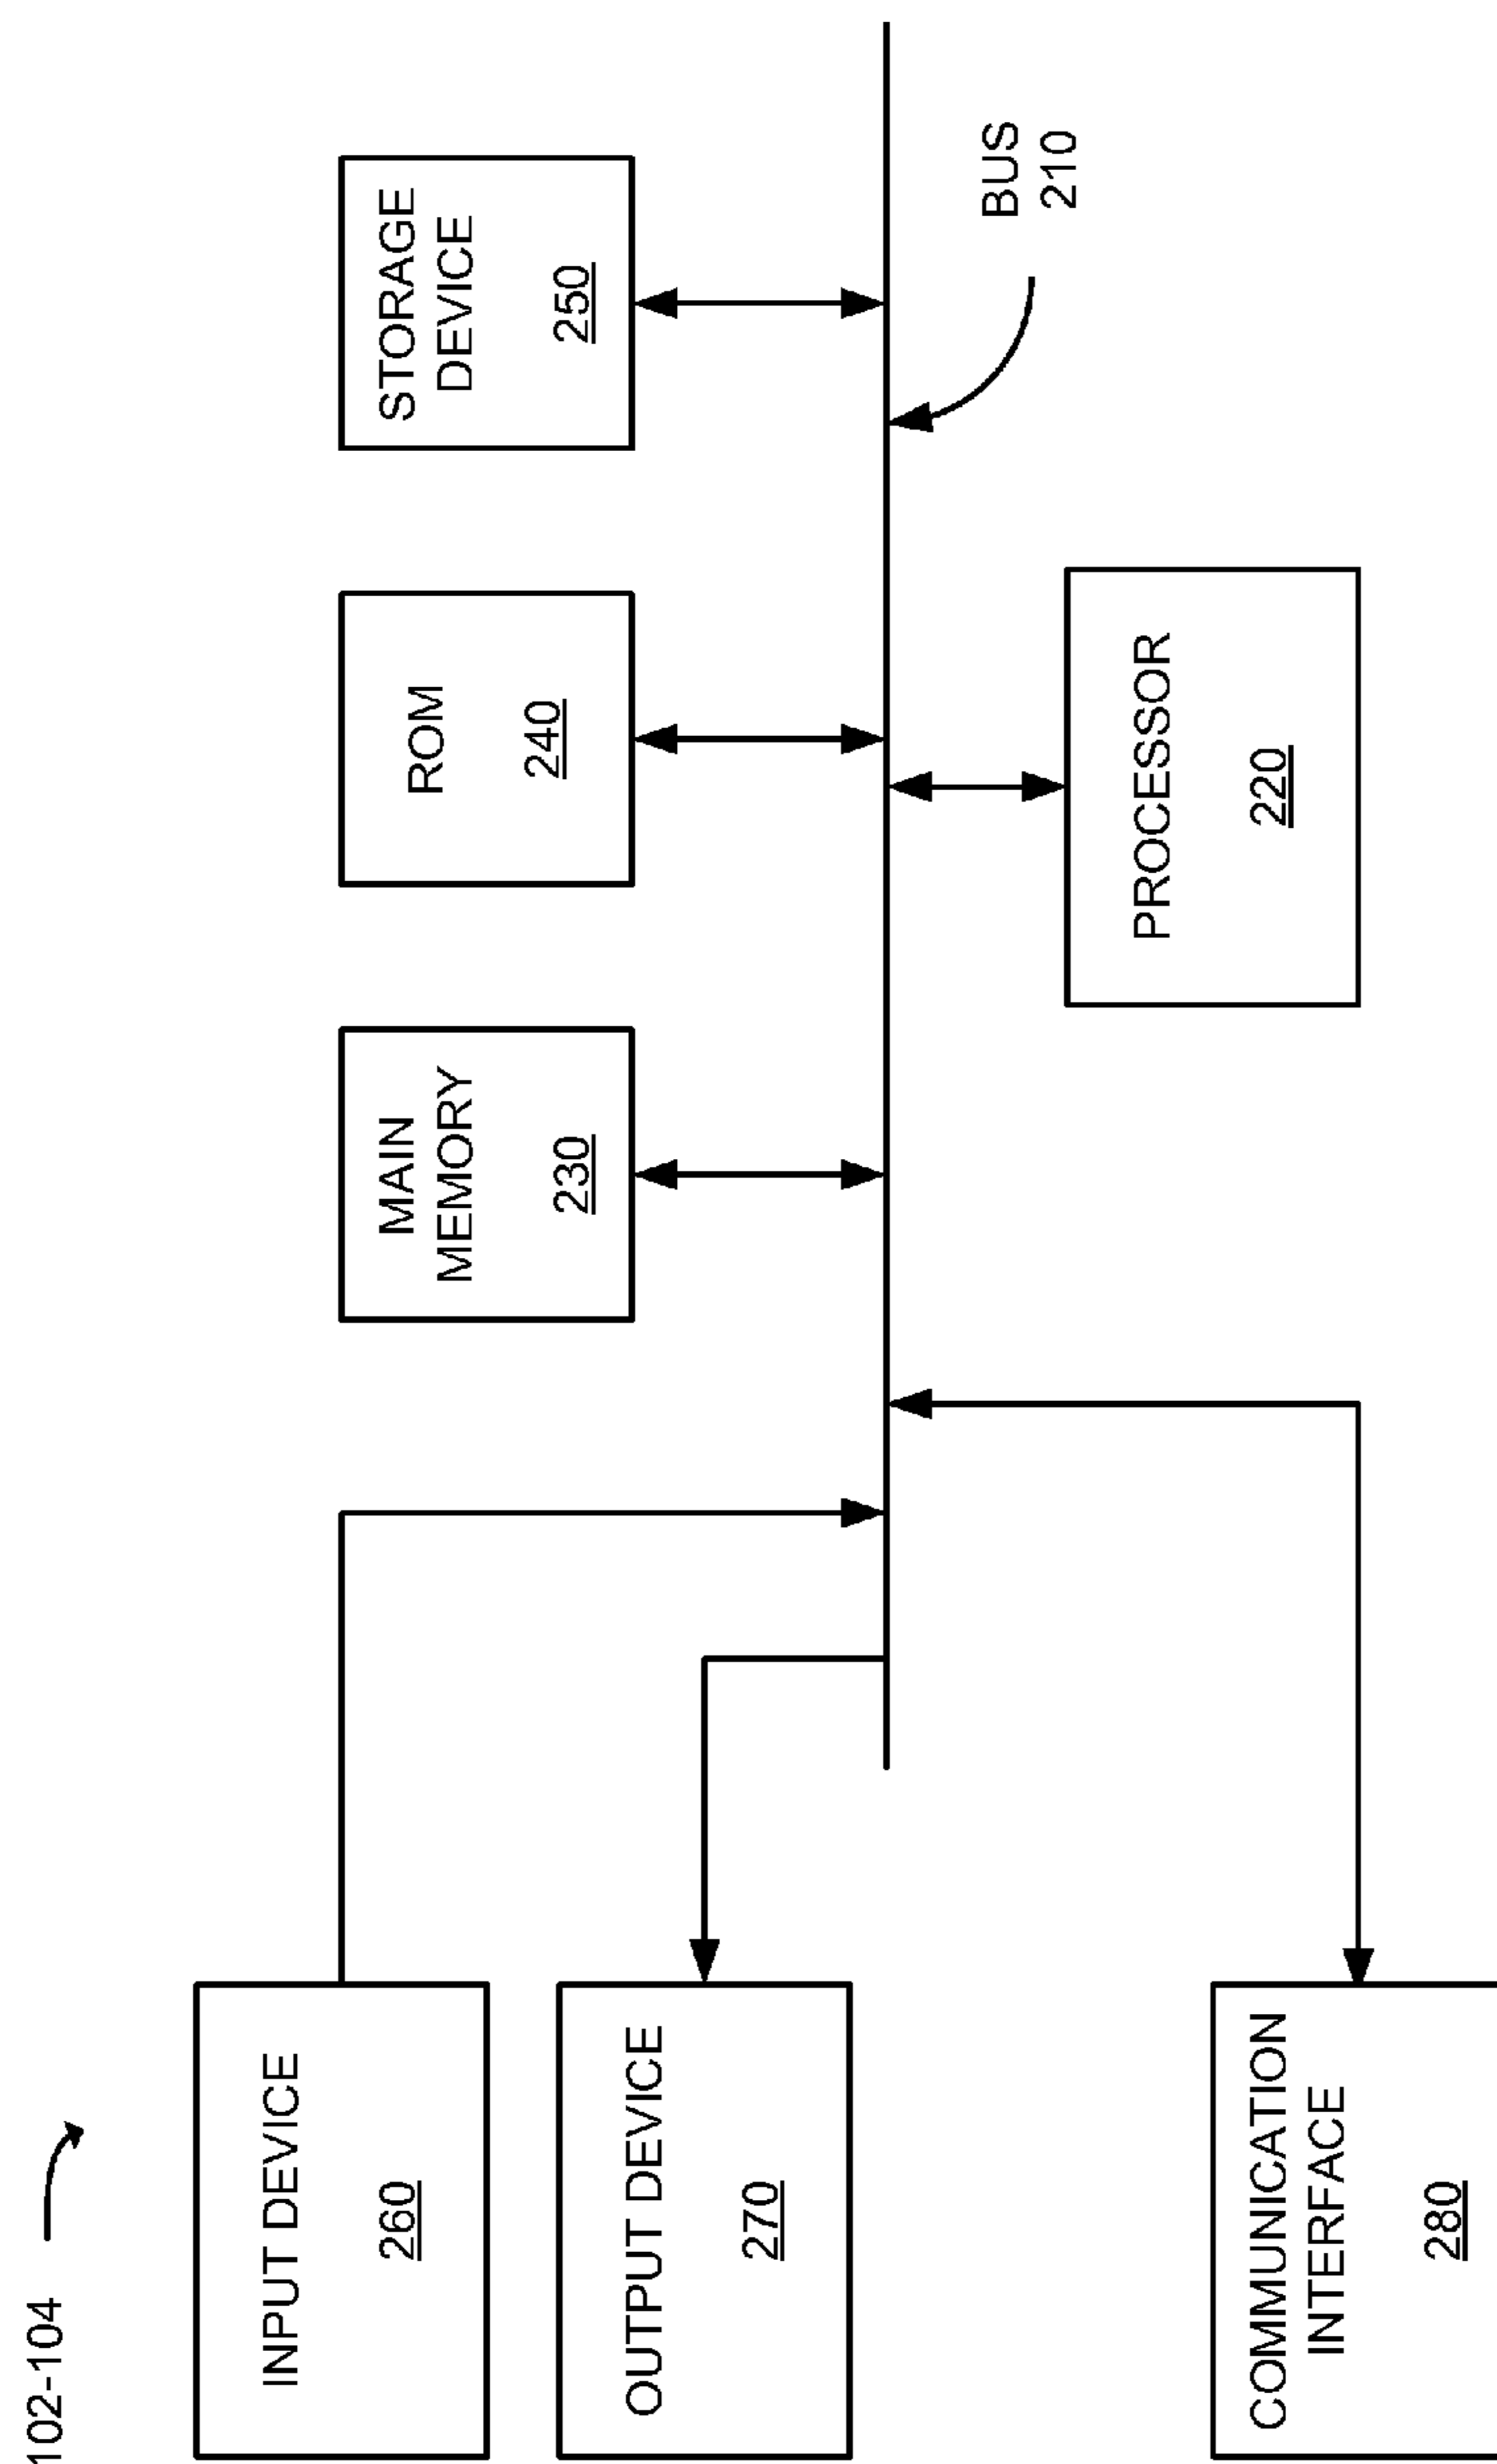 102-104
INPUT DEVICE
260
OUTPUT DEVICE
270
COMMUNICATION
INTERFACE
280
MAIN
MEMORY
230
ROM
240
STORAGE
DEVICE
250
PROCESSOR
220
BUS
210